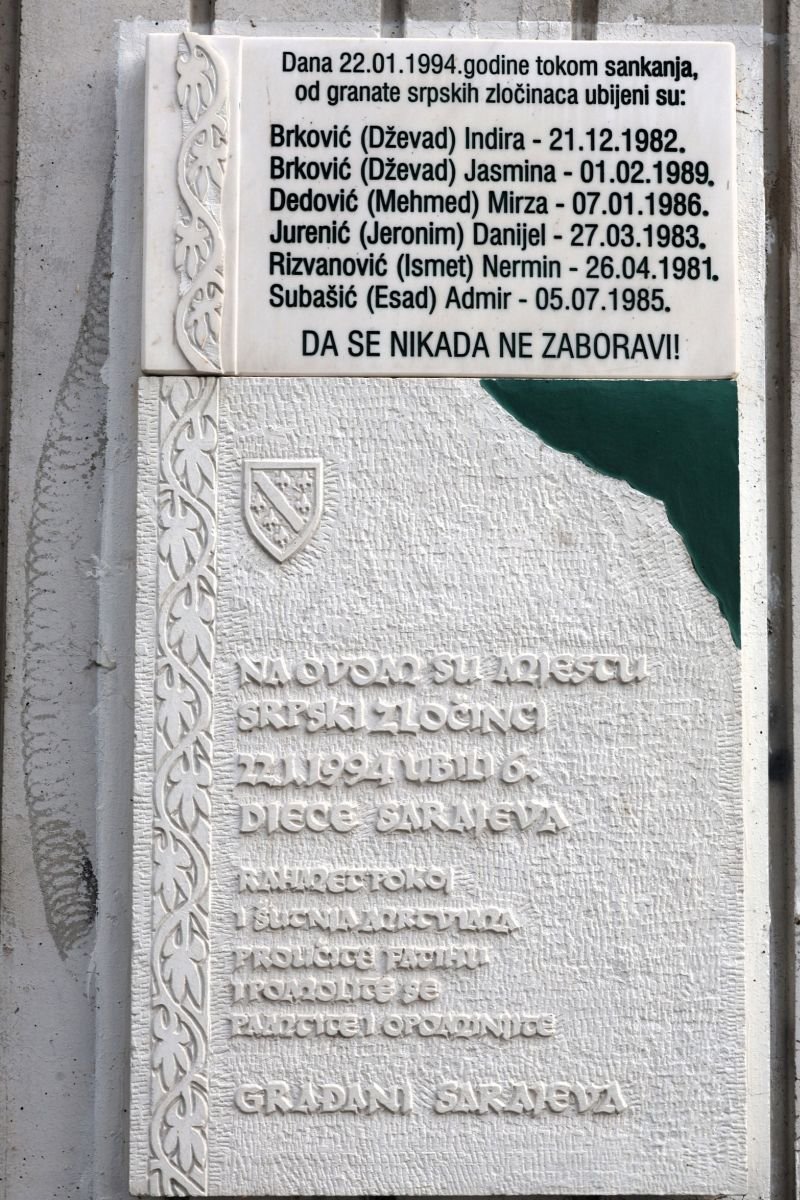 Dana 22.01.1994.godine tokom sankanja,
od granate srpskih zločinaca ubijeni su:
Brković (Dževad) Indira - 21.12.1982.
Brković (Dževad) Jasmina - 01.02.1989.
Dedović (Mehmed) Mirza - 07.01.1986.
Jurenić (Jeronim) Danijel - 27.03.1983.
Rizvanović (Ismet) Nermin - 26.04.1981.
Subašić (Esad) Admir - 05.07.1985.
DA SE NIKADA NE ZABORAVI!
NA OVOM SU MJESTU
SRPSKI ZLOČINCI
22.1.1994 UBILI 6.
DJECE SARAJEVA
RAHMET POKOJ
I ŠUTNJA MRTVIMA
PROUČITE FATIHU
I POMOLITE SE
PAMTITE I OPOMINJITE
GRAĐANI SARAJEVA